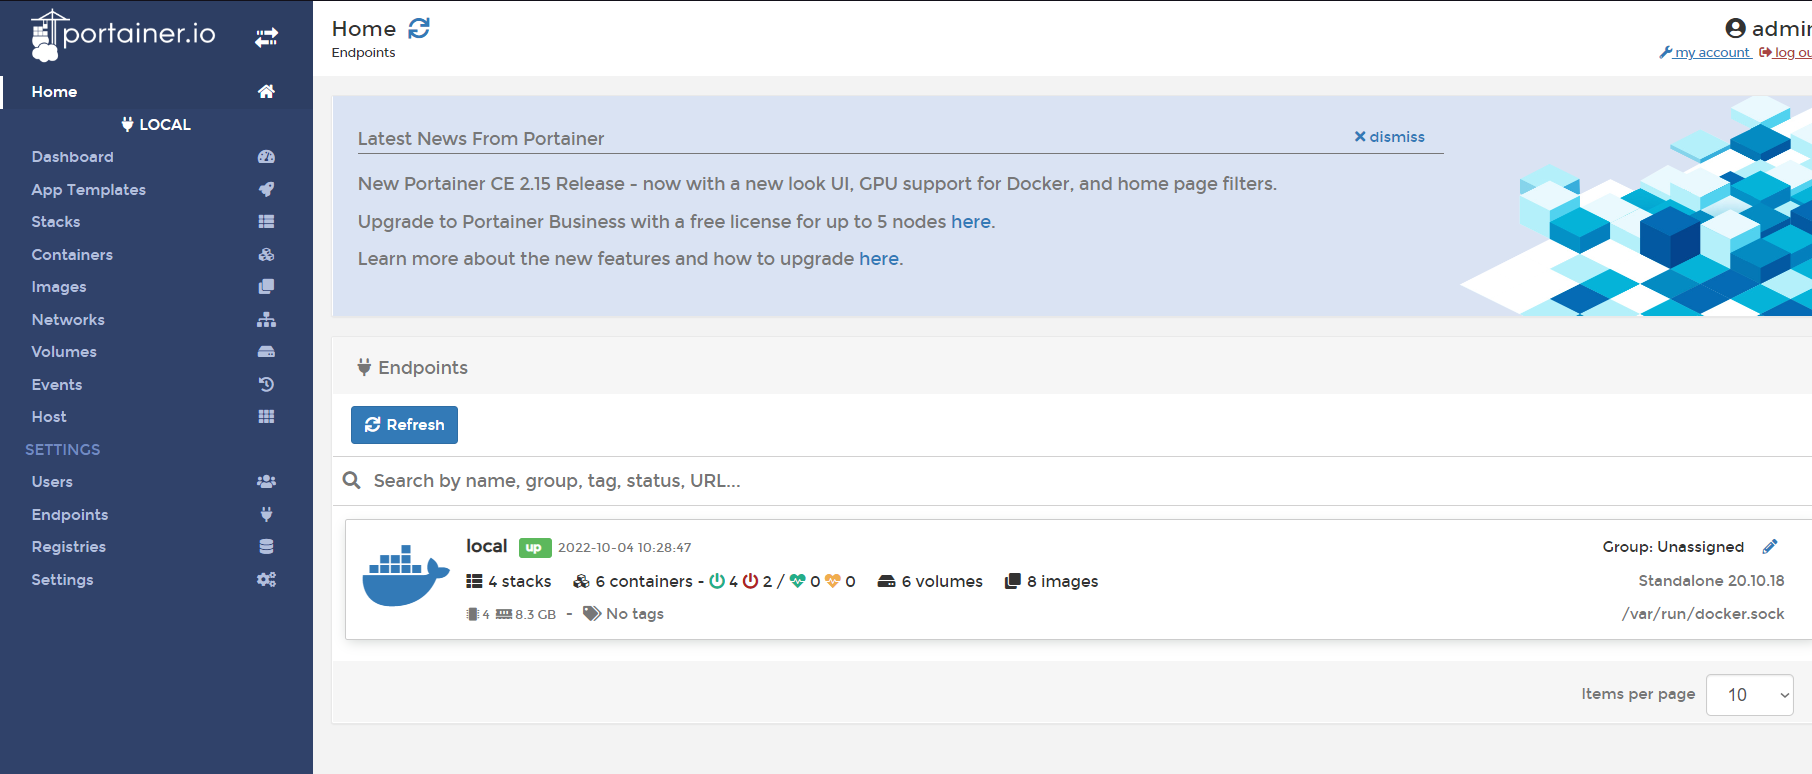 portainer.io
Home
LOCAL
Dashboard
App Templates
Stacks
Containers
Images
Networks
Volumes
Events
Host
SETTINGS
Users
Endpoints
Registries
Settings
Home
Endpoints
admin
my account log ou
Latest News From Portainer
dismiss
New Portainer CE 2.15 Release - now with a new look UI, GPU support for Docker, and home page filters.
Upgrade to Portainer Business with a free license for up to 5 nodes here.
Learn more about the new features and how to upgrade here.
Endpoints
Refresh
Search by name, group, tag, status, URL...
local up 2022-10-04 10:28:47
Group: Unassigned
4 stacks 6 containers - 4 2 / 0 0 6 volumes 8 images
Standalone 20.10.18
4 8.3 GB - No tags
/var/run/docker.sock
Items per page 10